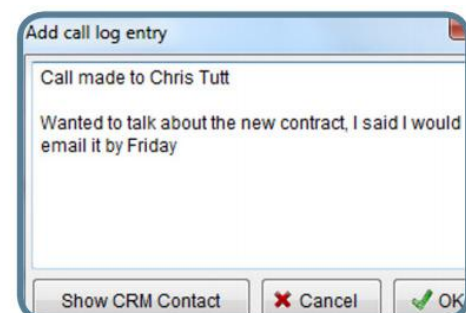 Add call log entry
Call made to Chris Tutt
Wanted to talk about the new contract, I said I would
email it by Friday
Show CRM Contact
Cancel
OK